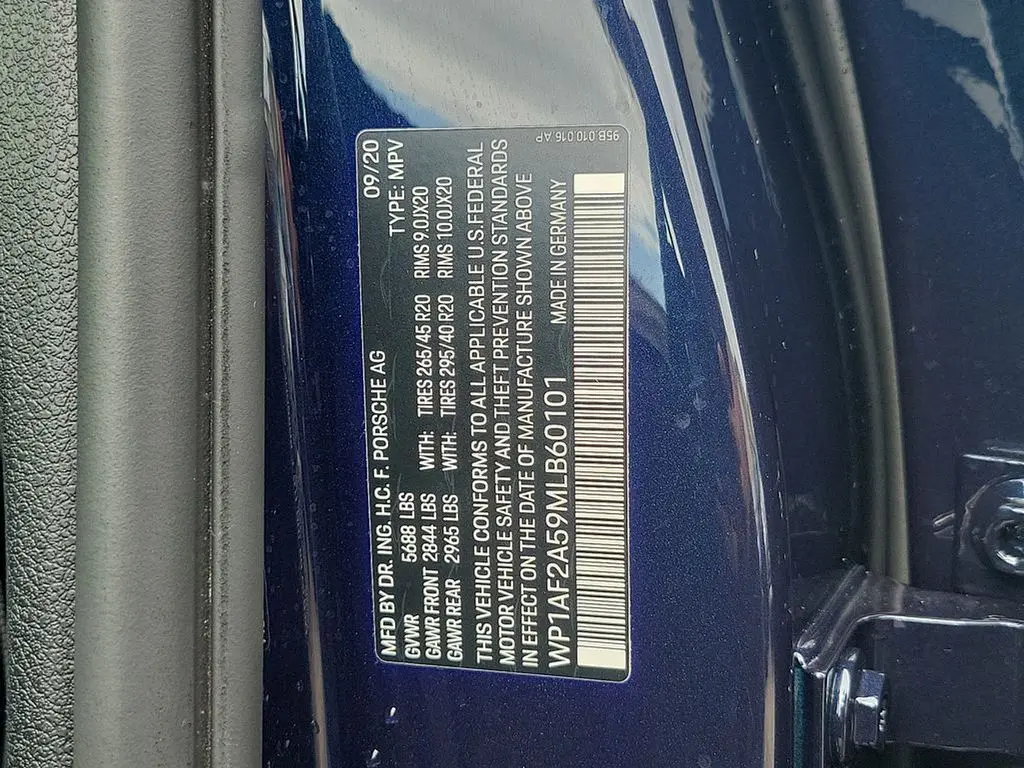 MFD BY DR. ING. H.C. F. PORSCHE AG 09/20
GVWR 5688 LBS TYPE: MPV
GAWR FRONT 2844 LBS WITH: TIRES 265/45 R20 RIMS 9.0JX20
GAWR REAR 2965 LBS WITH: TIRES 295/40 R20 RIMS 10.0JX20
THIS VEHICLE CONFORMS TO ALL APPLICABLE U.S. FEDERAL
MOTOR VEHICLE SAFETY AND THEFT PREVENTION STANDARDS
IN EFFECT ON THE DATE OF MANUFACTURE SHOWN ABOVE
WP1AF2A59MLB60101 MADE IN GERMANY
95B.010.016 AP